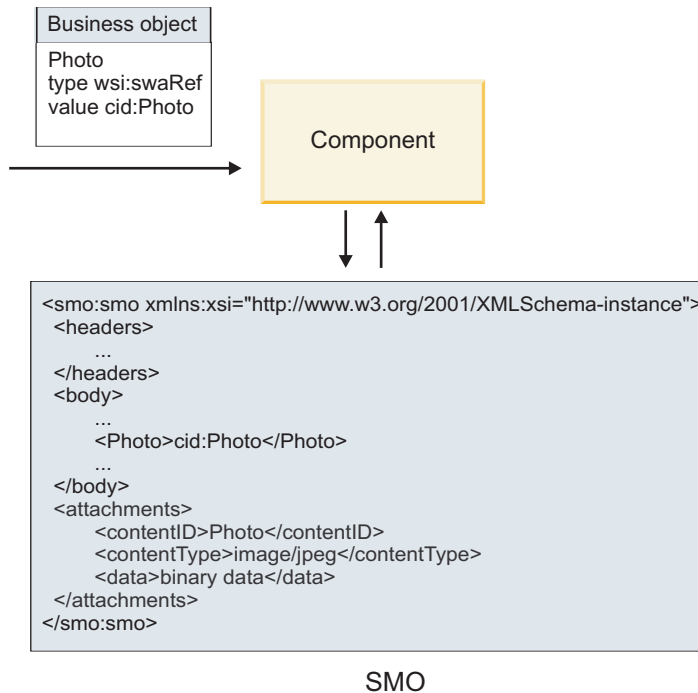 Business object
Photo
type wsi:swaRef
value cid:Photo
Component
<smo:smo xmlns:xsi="http://www.w3.org/2001/XMLSchema-instance">
<headers>
...
</headers>
<body>
...
<Photo>cid:Photo</Photo>
...
</body>
<attachments>
<contentID>Photo</contentID>
<contentType>image/jpeg</contentType>
<data>binary data</data>
</attachments>
</smo:smo>
SMO